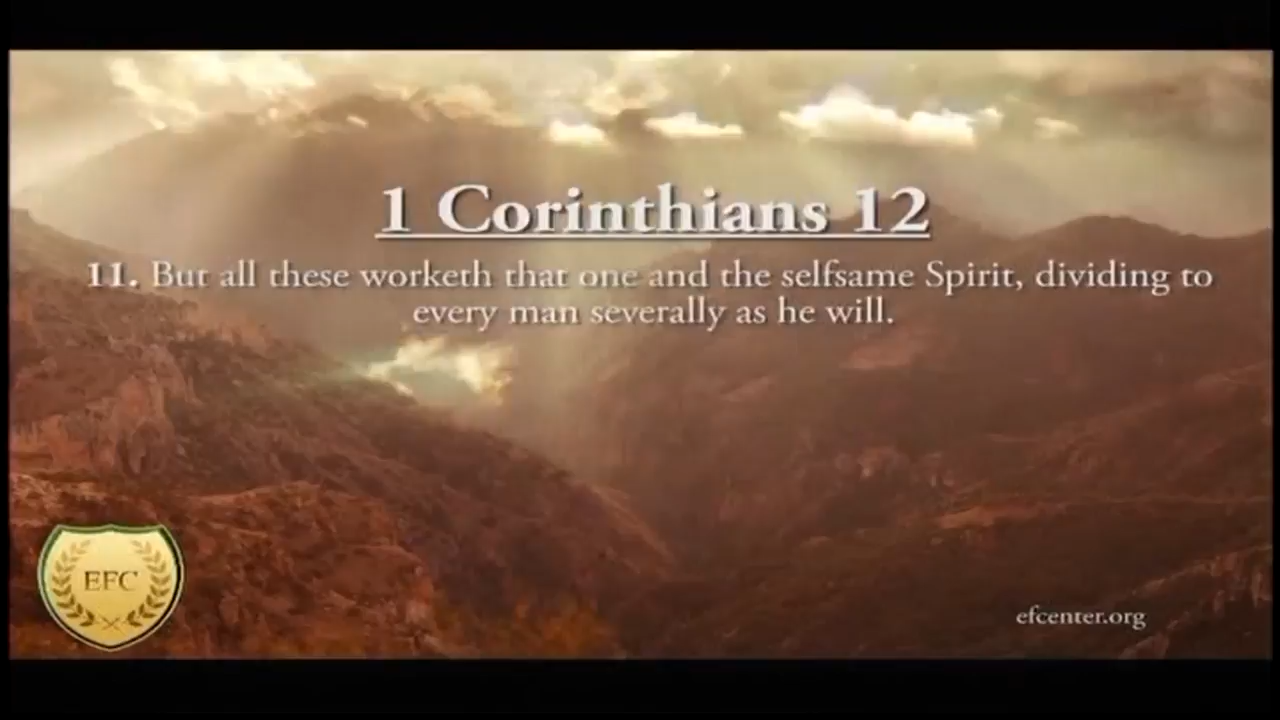 1 Corinthians 12
11. But all these worketh that one and the selfsame Spirit, dividing to
every man severally as he will.
EFC
efcenter.org